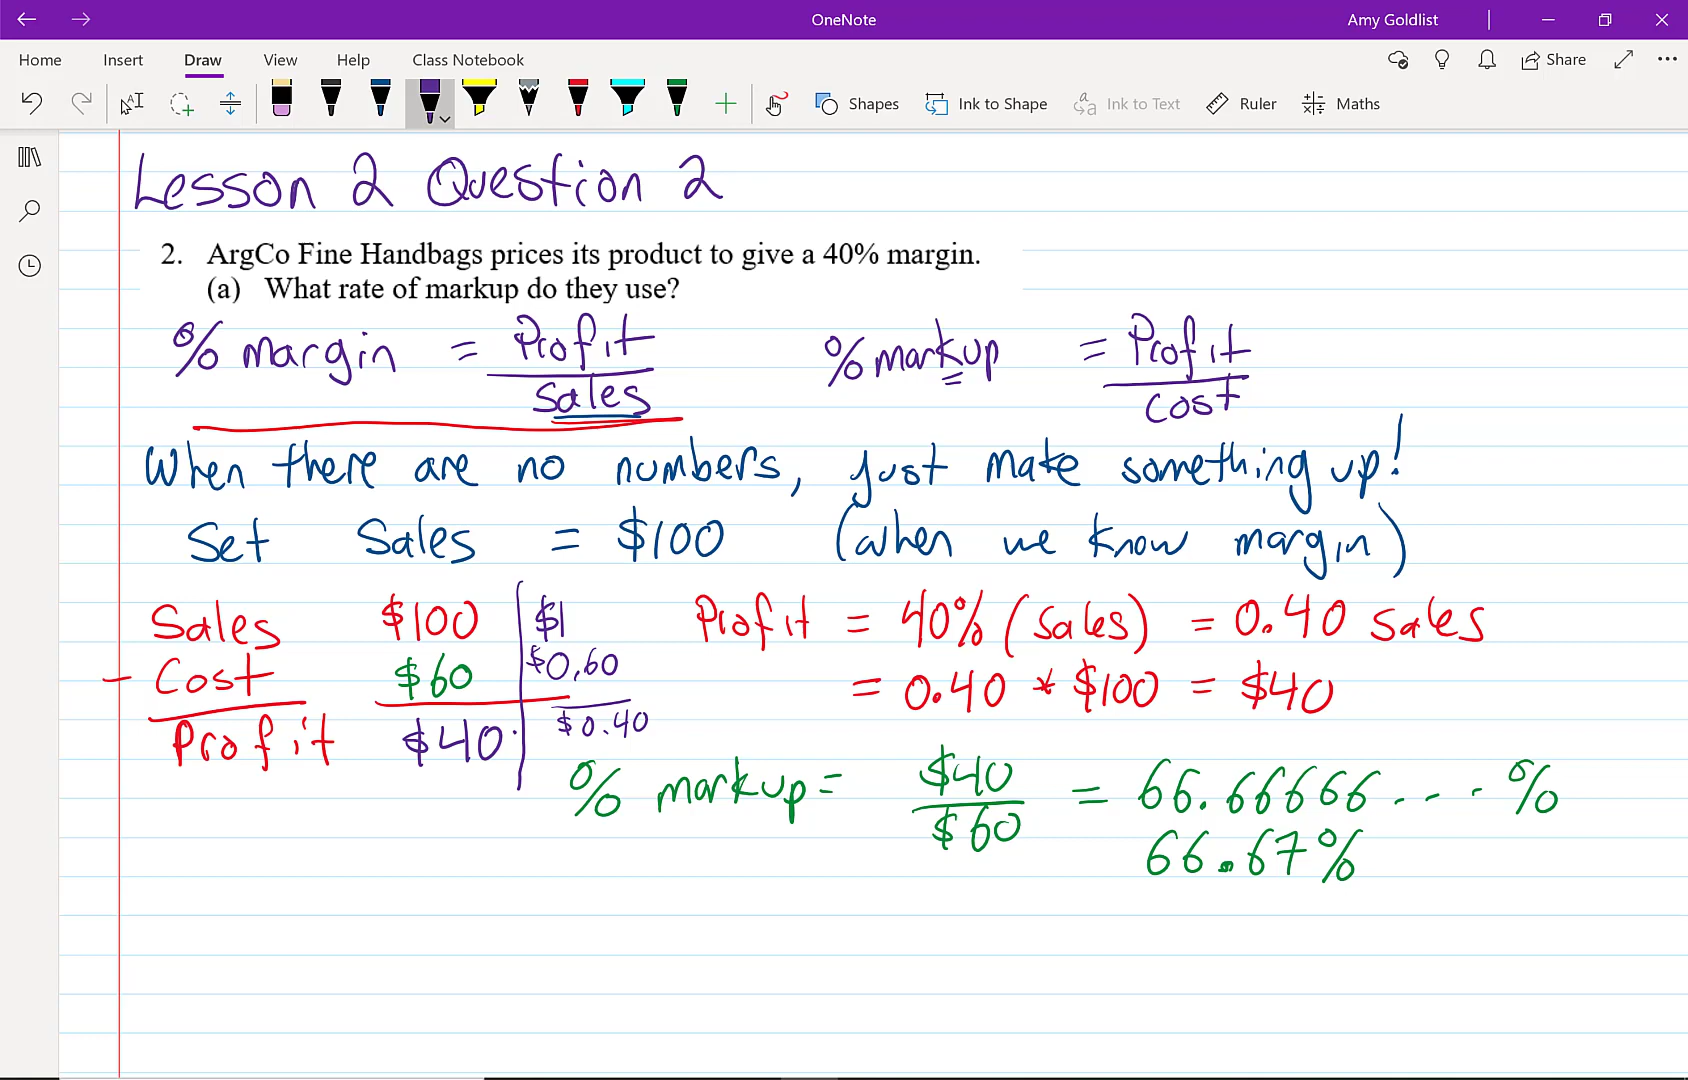 OneNote
Amy Goldlist
Home Insert Draw View Help Class Notebook Share
Shapes Ink to Shape Ink to Text Ruler Maths
Lesson 2 Question 2
2. ArgCo Fine Handbags prices its product to give a 40% margin.
(a) What rate of markup do they use?
% margin = Profit / Sales % markup = Profit / Cost
When there are no numbers, just make something up!
Set Sales = $100 (when we know margin)
Sales $100 $1 Profit = 40% (sales) = 0.40 sales
- Cost $60 $0.60 = 0.40 * $100 = $40
Profit $40 $0.40
% markup = $40 / $60 = 66.66666...%
66.67%